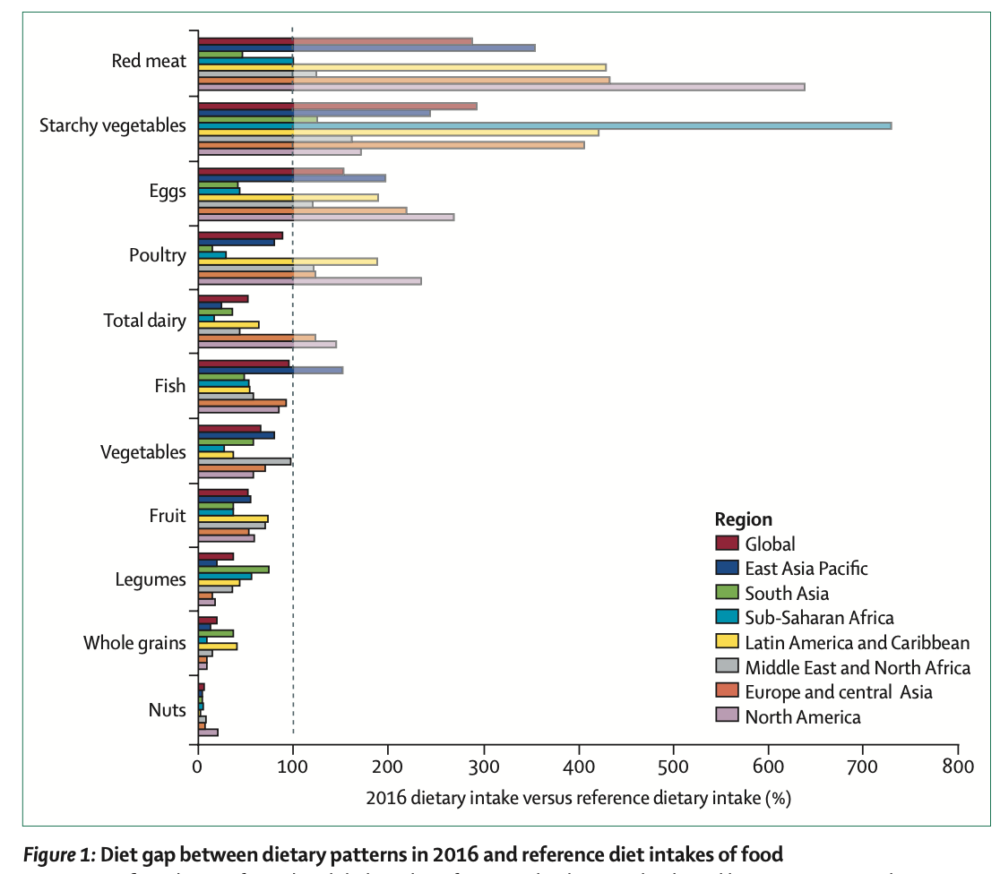 Red meat
Starchy vegetables
Eggs
Poultry
Total dairy
Fish
Vegetables
Fruit
Legumes
Whole grains
Nuts
Region
Global
East Asia Pacific
South Asia
Sub-Saharan Africa
Latin America and Caribbean
Middle East and North Africa
Europe and central Asia
North America
0 100 200 300 400 500 600 700 800
2016 dietary intake versus reference dietary intake (%)
Figure 1: Diet gap between dietary patterns in 2016 and reference diet intakes of food